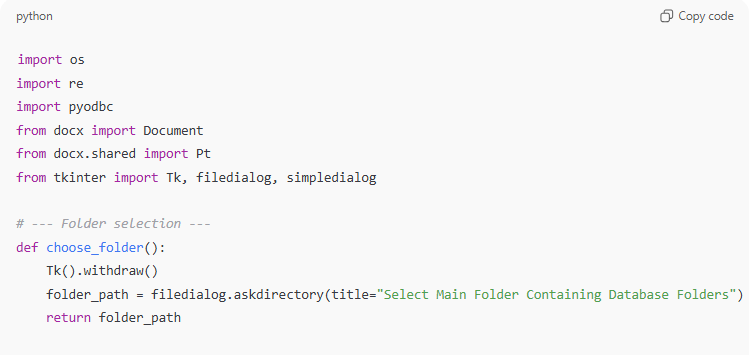 python
Copy code
import os
import re
import pyodbc
from docx import Document
from docx.shared import Pt
from tkinter import Tk, filedialog, simpledialog
# --- Folder selection ---
def choose_folder():
    Tk().withdraw()
    folder_path = filedialog.askdirectory(title="Select Main Folder Containing Database Folders")
    return folder_path